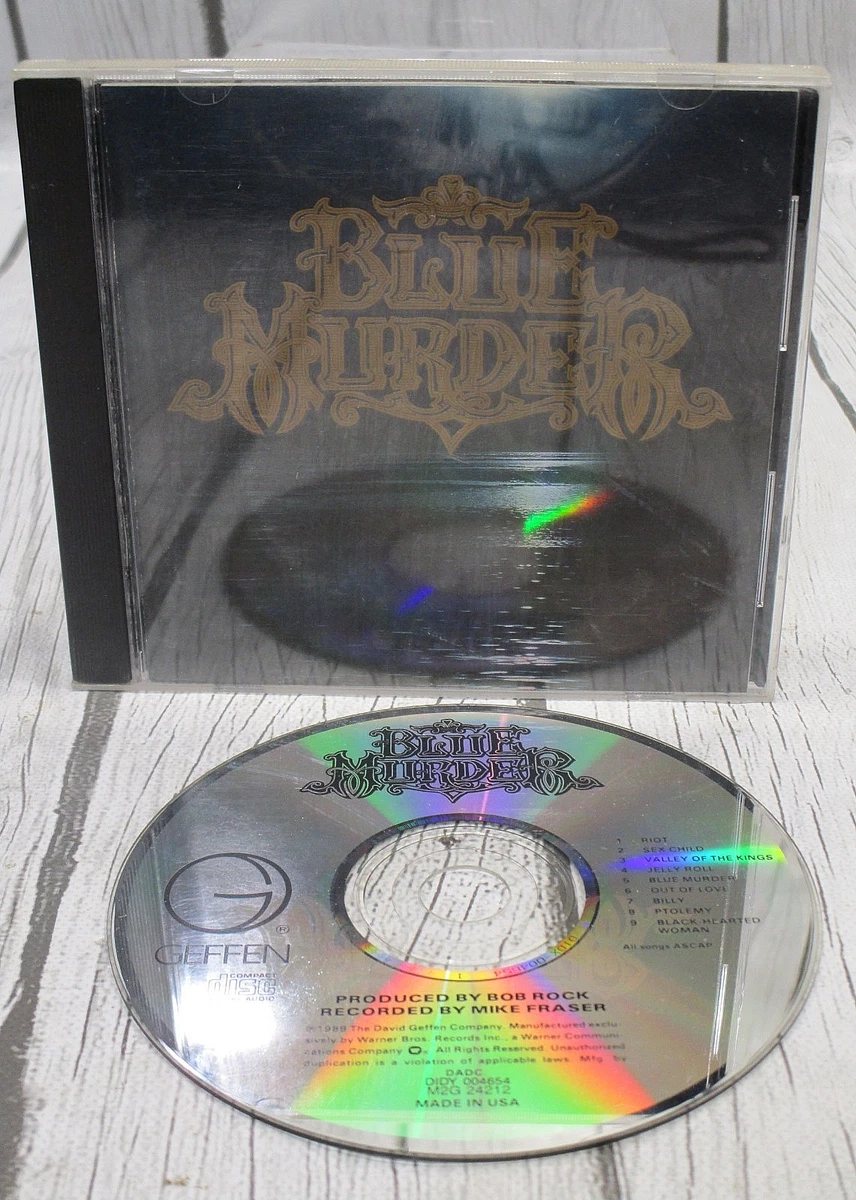 BLUE
MURDER
BLUE
MURDER
1 RIOT
2 SEX CHILD
3 VALLEY OF THE KINGS
4 JELLY ROLL
5 BLUE MURDER
6 OUT OF LOVE
7 BILLY
8 PTOLEMY
9 BLACK-HEARTED
WOMAN
All songs ASCAP
G ®
GEFFEN
COMPACT
disc
AUDIO
PRODUCED BY BOB ROCK
RECORDED BY MIKE FRASER
℗1989 The David Geffen Company. Manufactured exclu-
sively by Warner Bros. Records Inc., a Warner Communi-
cations Company. All Rights Reserved. Unauthorized
duplication is a violation of applicable laws. Mfg. by
DADC
DIDY 004654
M2G 24212
MADE IN USA